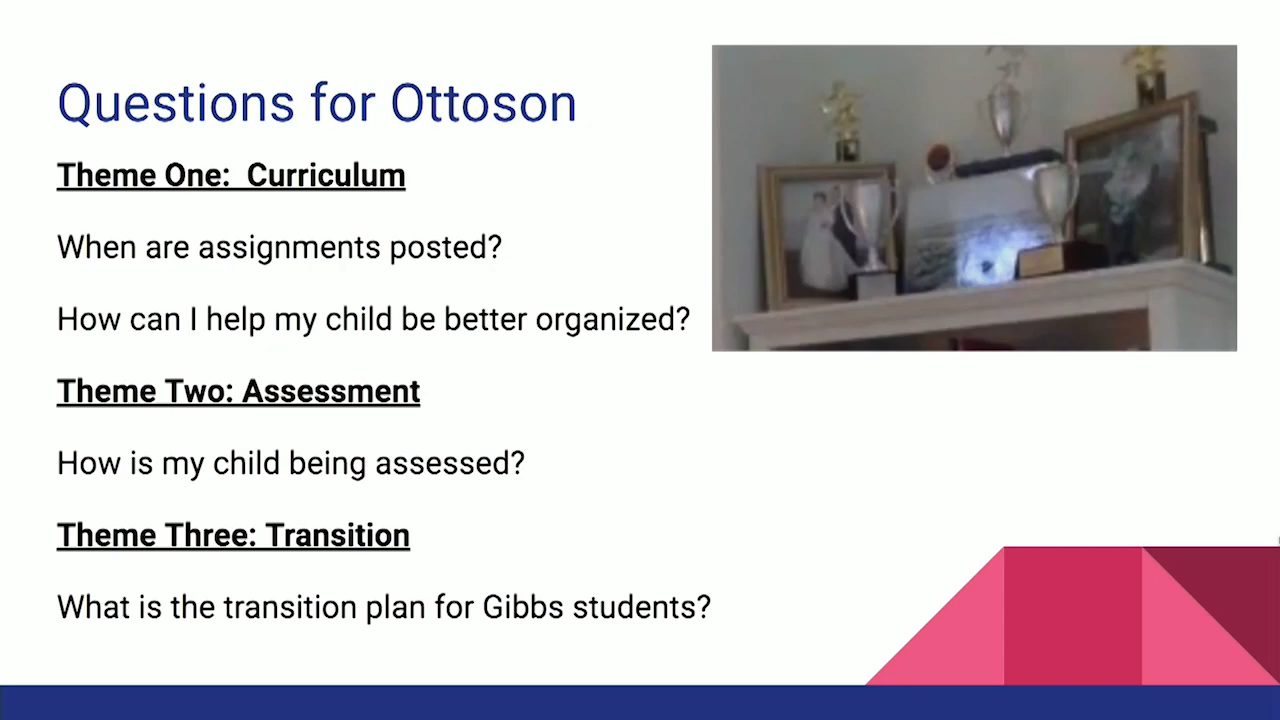 Questions for Ottoson
Theme One:  Curriculum
When are assignments posted?
How can I help my child be better organized?
Theme Two: Assessment
How is my child being assessed?
Theme Three: Transition
What is the transition plan for Gibbs students?